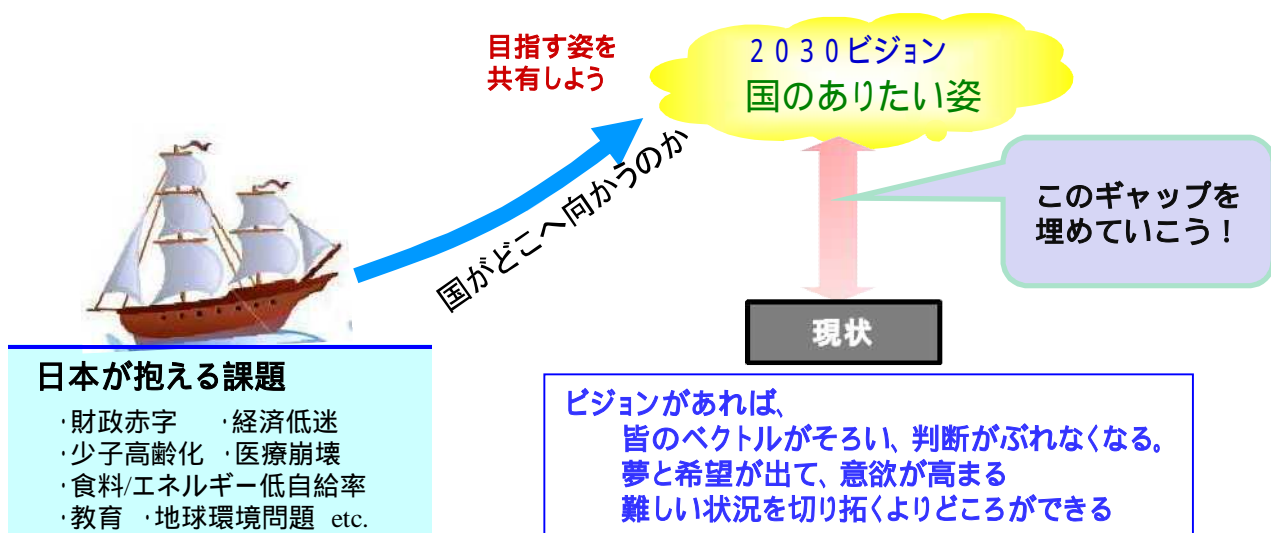 目指す姿を
共有しよう
２０３０ビジョン
国のありたい姿
国がどこへ向かうのか
このギャップを
埋めていこう！
現状
日本が抱える課題
･財政赤字　･経済低迷
･少子高齢化　･医療崩壊
･食料/エネルギー低自給率
･教育　･地球環境問題 etc.
ビジョンがあれば、
皆のベクトルがそろい、判断がぶれなくなる。
夢と希望が出て、意欲が高まる
難しい状況を切り拓くよりどころができる